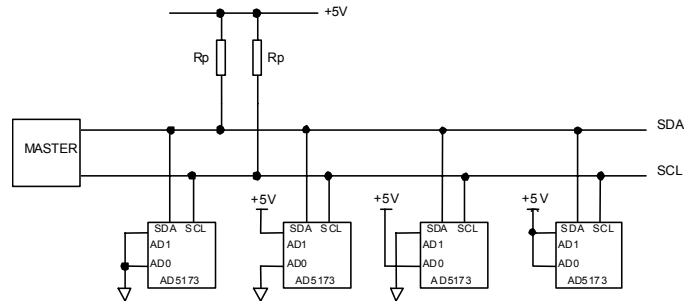 +5V
Rp Rp
SDA
MASTER
SCL
+5V +5V +5V
SDA SCL SDA SCL SDA SCL SDA SCL
AD1 AD1 AD1 AD1
AD0 AD0 AD0 AD0
AD5173 AD5173 AD5173 AD5173